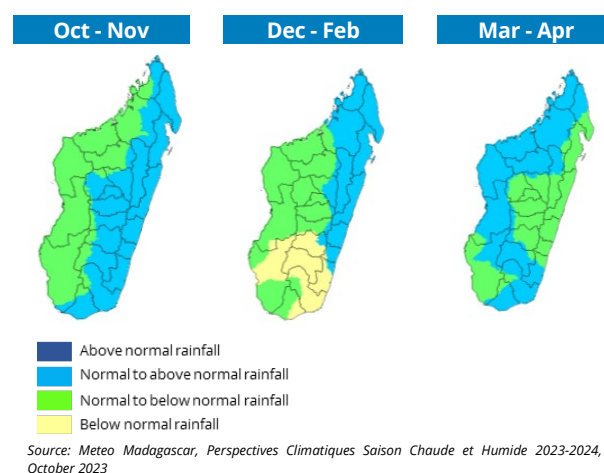 Oct - Nov
Dec - Feb
Mar - Apr
Above normal rainfall
Normal to above normal rainfall
Normal to below normal rainfall
Below normal rainfall
Source: Meteo Madagascar, Perspectives Climatiques Saison Chaude et Humide 2023-2024,
October 2023